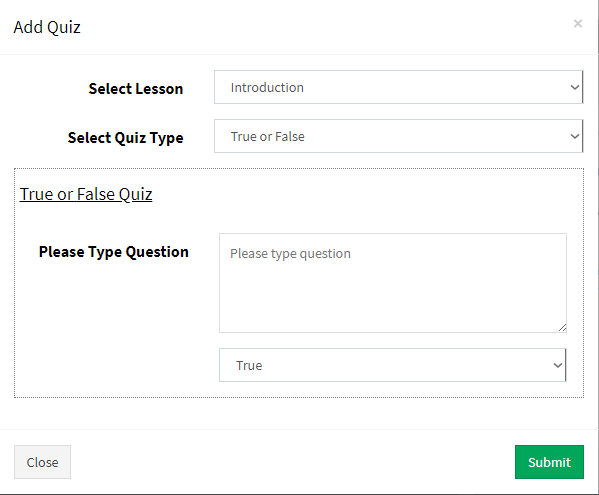 Add Quiz ×
Select Lesson Introduction
Select Quiz Type True or False
True or False Quiz
Please Type Question Please type question
True
Close Submit